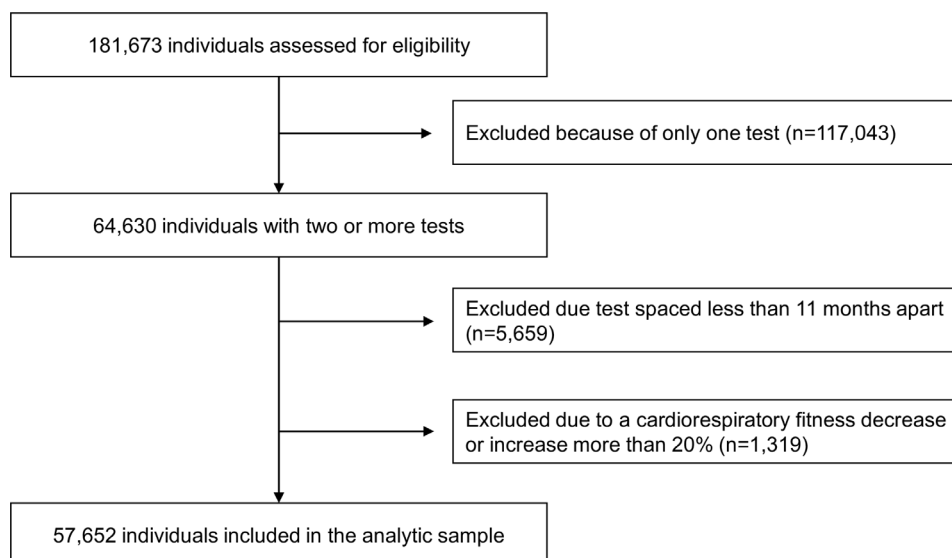 181,673 individuals assessed for eligibility
Excluded because of only one test (n=117,043)
64,630 individuals with two or more tests
Excluded due test spaced less than 11 months apart
(n=5,659)
Excluded due to a cardiorespiratory fitness decrease
or increase more than 20% (n=1,319)
57,652 individuals included in the analytic sample